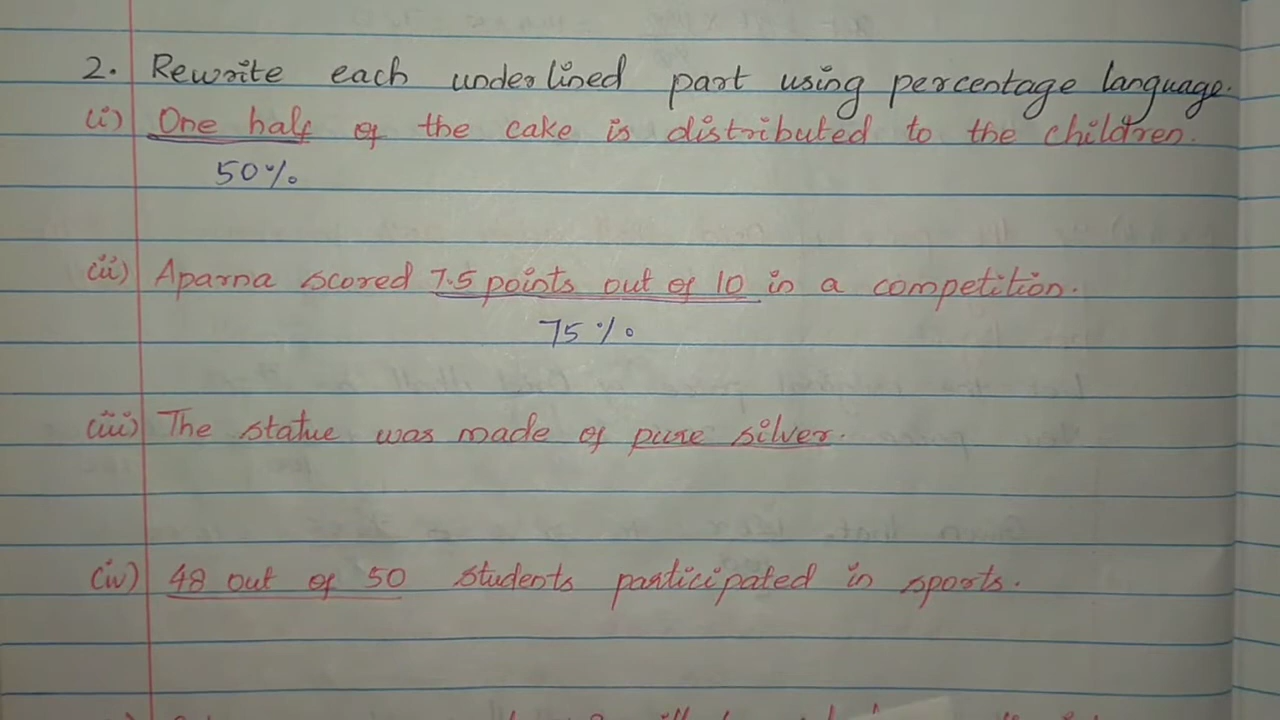 2. Rewrite each underlined part using percentage language.
(i) One half of the cake is distributed to the children.
50%
(ii) Aparna scored 7.5 points out of 10 in a competition.
75%
(iii) The statue was made of pure silver.
(iv) 48 out of 50 students participated in sports.